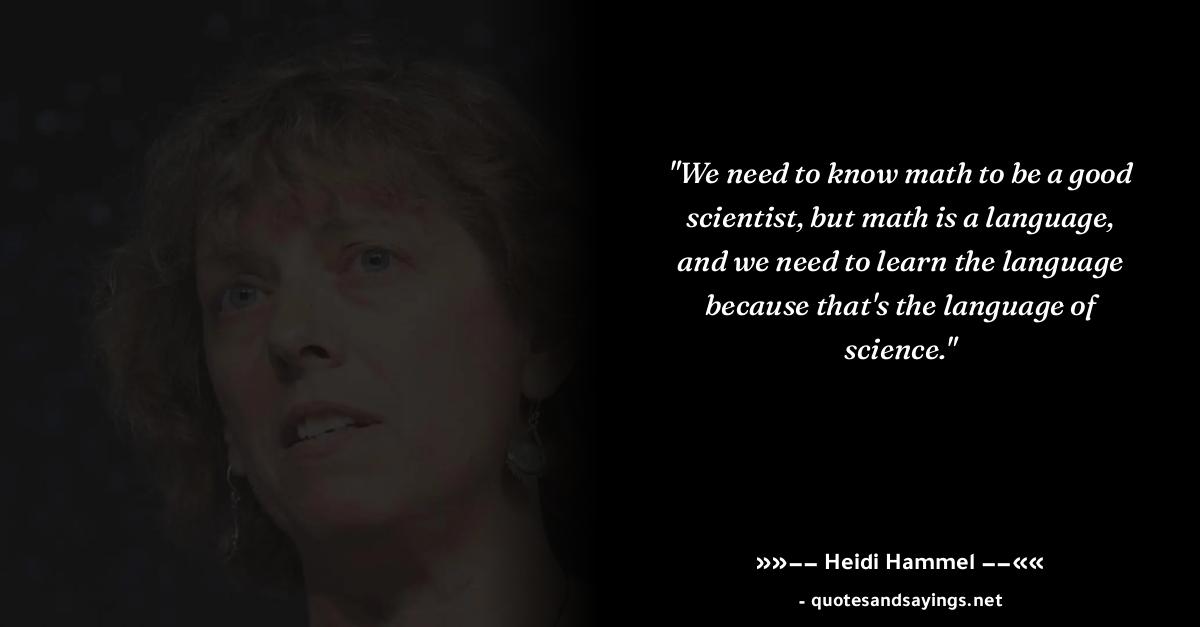 "We need to know math to be a good
scientist, but math is a language,
and we need to learn the language
because that's the language of
science."
»»−− Heidi Hammel −−««
- quotesandsayings.net